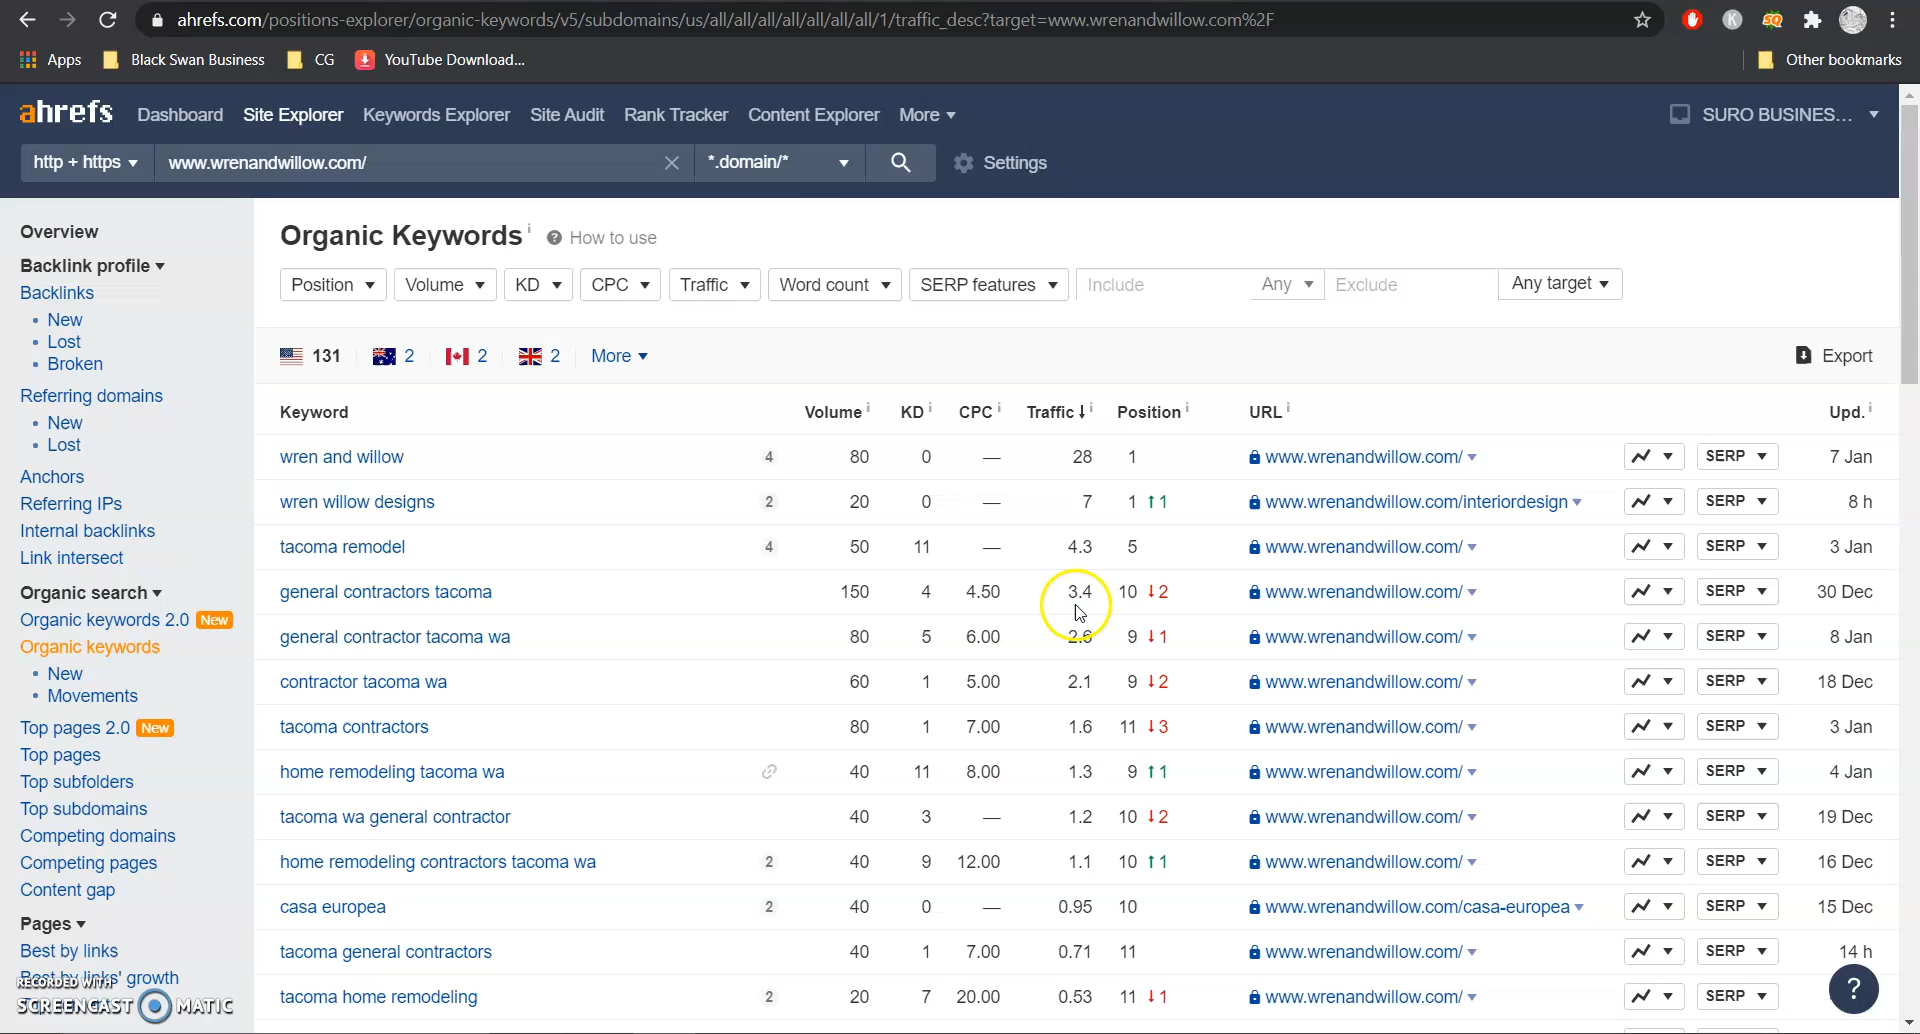 ahrefs.com/positions-explorer/organic-keywords/v5/subdomains/us/all/all/all/all/all/all/all/1/traffic_desc?target=www.wrenandwillow.com%2F
K
SQ
Apps
Black Swan Business
CG
YouTube Download...
Other bookmarks
ahrefs Dashboard Site Explorer Keywords Explorer Site Audit Rank Tracker Content Explorer More
SURO BUSINES...
http + https www.wrenandwillow.com/ *.domain/* Settings
Overview
Backlink profile
Backlinks
New
Lost
Broken
Referring domains
New
Lost
Anchors
Referring IPs
Internal backlinks
Link intersect
Organic search
Organic keywords 2.0 New
Organic keywords
New
Movements
Top pages 2.0 New
Top pages
Top subfolders
Top subdomains
Competing domains
Competing pages
Content gap
Pages
Best by links
Best by links' growth
RECORDED WITH
SCREENCAST MATIC
Organic Keywords i ? How to use
Position Volume KD CPC Traffic Word count SERP features Include Any Exclude Any target
131 2 2 2 More Export
Keyword Volume i KD i CPC i Traffic i Position i URL i Upd. i
wren and willow 4 80 0 — 28 1 www.wrenandwillow.com/ SERP 7 Jan
wren willow designs 2 20 0 — 7 1 ↑1 www.wrenandwillow.com/interiordesign SERP 8 h
tacoma remodel 4 50 11 — 4.3 5 www.wrenandwillow.com/ SERP 3 Jan
general contractors tacoma 150 4 4.50 3.4 10 ↓2 www.wrenandwillow.com/ SERP 30 Dec
general contractor tacoma wa 80 5 6.00 2.6 9 ↓1 www.wrenandwillow.com/ SERP 8 Jan
contractor tacoma wa 60 1 5.00 2.1 9 ↓2 www.wrenandwillow.com/ SERP 18 Dec
tacoma contractors 80 1 7.00 1.6 11 ↓3 www.wrenandwillow.com/ SERP 3 Jan
home remodeling tacoma wa 40 11 8.00 1.3 9 ↑1 www.wrenandwillow.com/ SERP 4 Jan
tacoma wa general contractor 40 3 — 1.2 10 ↓2 www.wrenandwillow.com/ SERP 19 Dec
home remodeling contractors tacoma wa 2 40 9 12.00 1.1 10 ↑1 www.wrenandwillow.com/ SERP 16 Dec
casa europea 2 40 0 — 0.95 10 www.wrenandwillow.com/casa-europea SERP 15 Dec
tacoma general contractors 40 1 7.00 0.71 11 www.wrenandwillow.com/ SERP 14 h
tacoma home remodeling 2 20 7 20.00 0.53 11 ↓1 www.wrenandwillow.com/ SERP
?